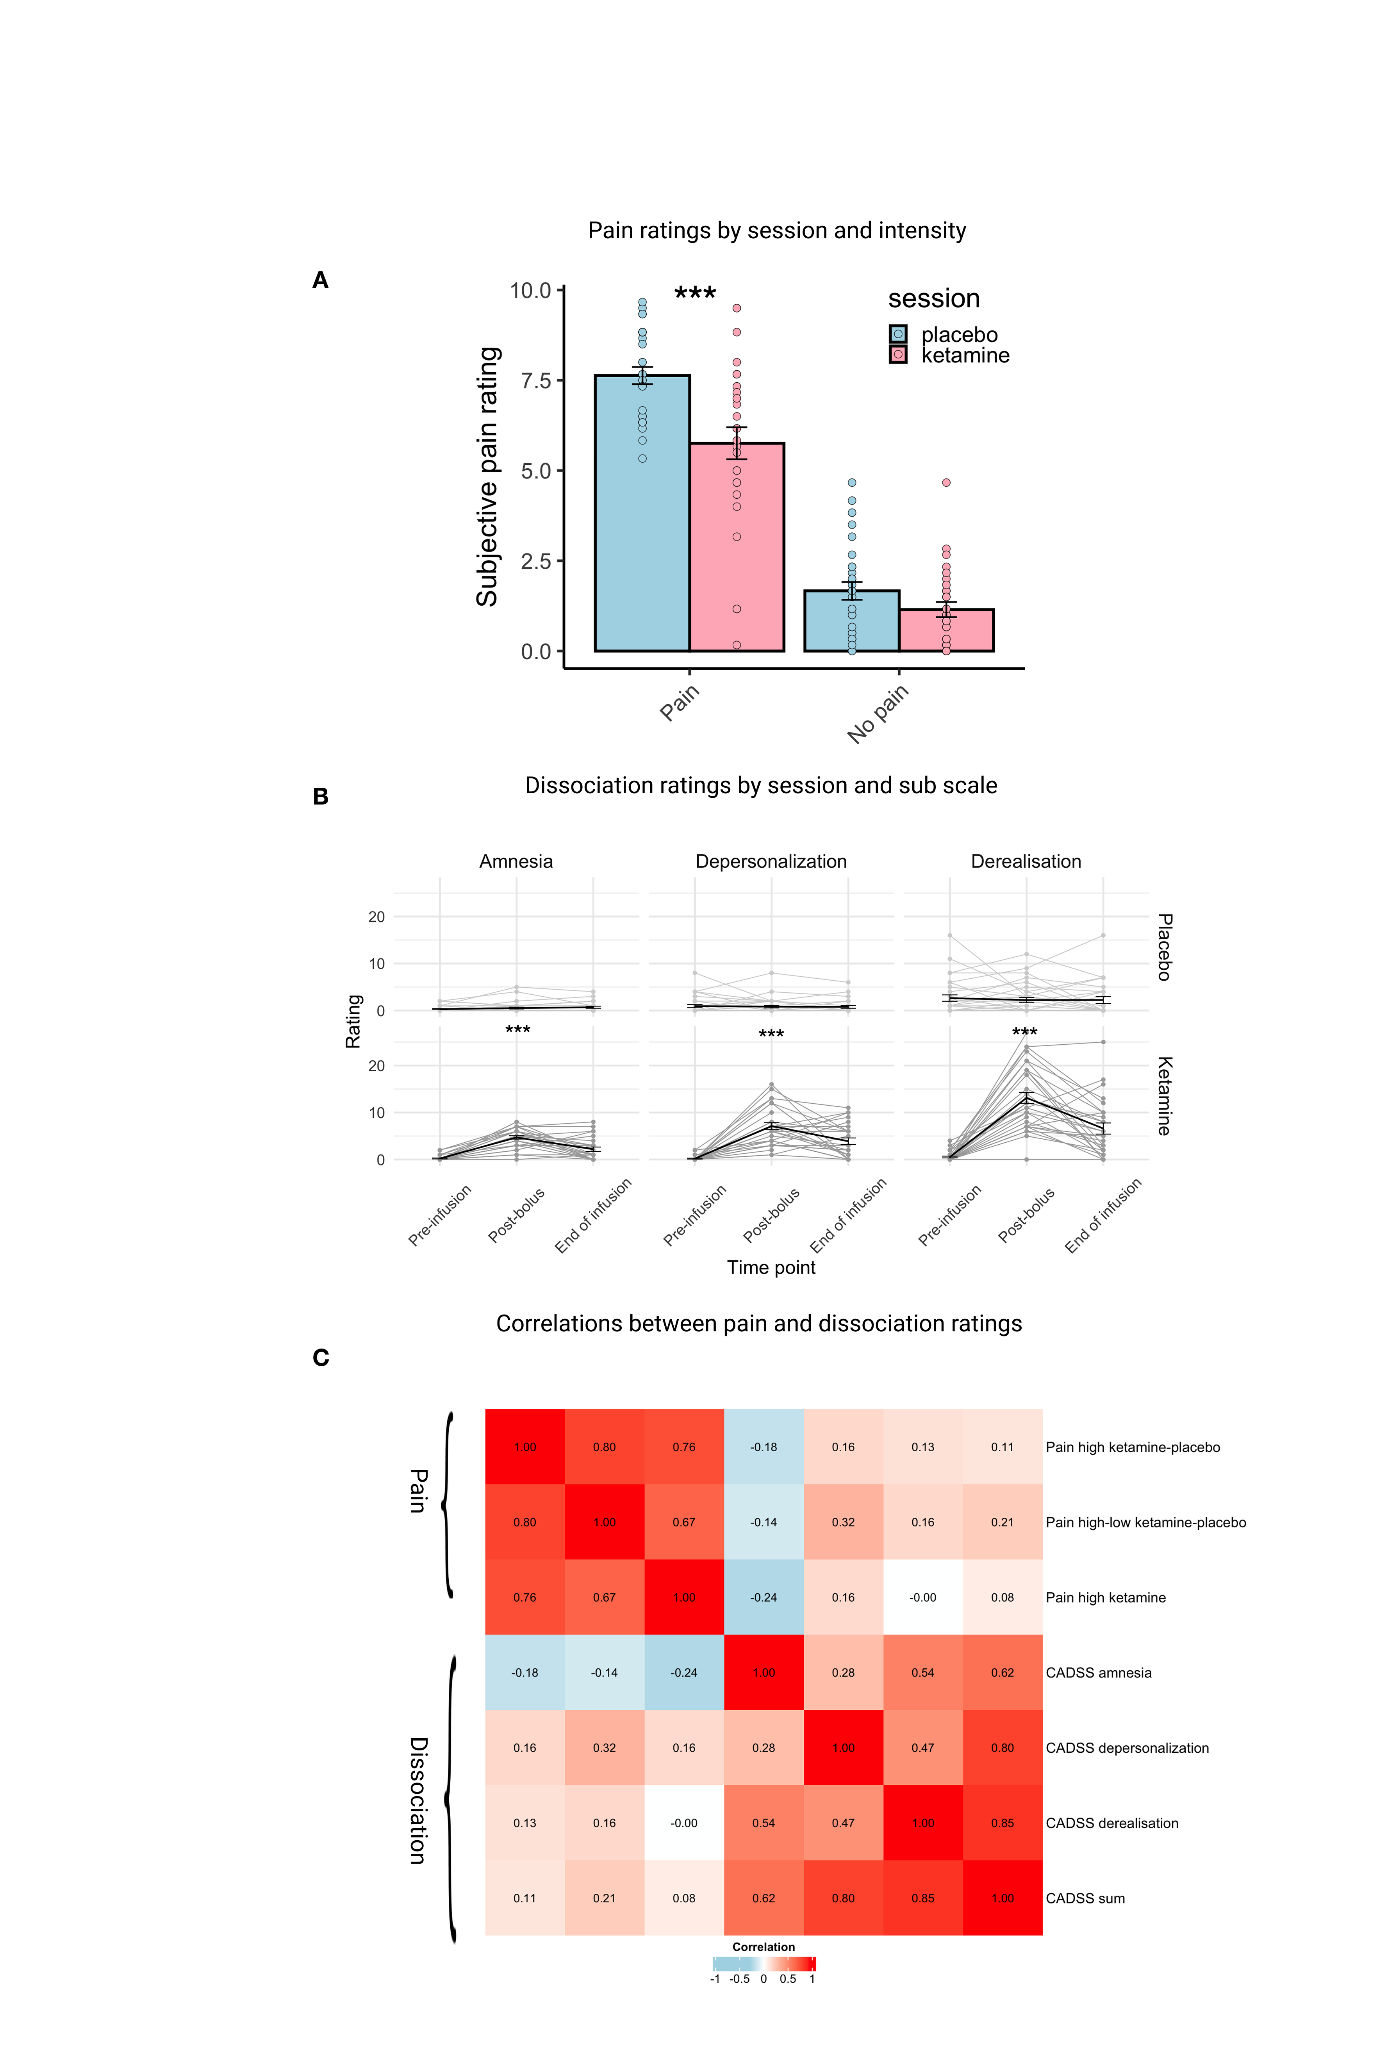 Pain ratings by session and intensity
A
***
session
placebo
ketamine
Subjective pain rating
10.0
7.5
5.0
2.5
0.0
Pain
No pain
Dissociation ratings by session and sub scale
B
Amnesia Depersonalization Derealisation
Rating
20
10
0
Placebo
*** *** ***
20
10
0
Ketamine
Pre-infusion Post-bolus End of infusion Pre-infusion Post-bolus End of infusion Pre-infusion Post-bolus End of infusion
Time point
Correlations between pain and dissociation ratings
C
Pain
1.00 0.80 0.76 -0.18 0.16 0.13 0.11 Pain high ketamine-placebo
0.80 1.00 0.67 -0.14 0.32 0.16 0.21 Pain high-low ketamine-placebo
0.76 0.67 1.00 -0.24 0.16 -0.00 0.08 Pain high ketamine
Dissociation
-0.18 -0.14 -0.24 1.00 0.28 0.54 0.62 CADSS amnesia
0.16 0.32 0.16 0.28 1.00 0.47 0.80 CADSS depersonalization
0.13 0.16 -0.00 0.54 0.47 1.00 0.85 CADSS derealisation
0.11 0.21 0.08 0.62 0.80 0.85 1.00 CADSS sum
Correlation
-1 -0.5 0 0.5 1